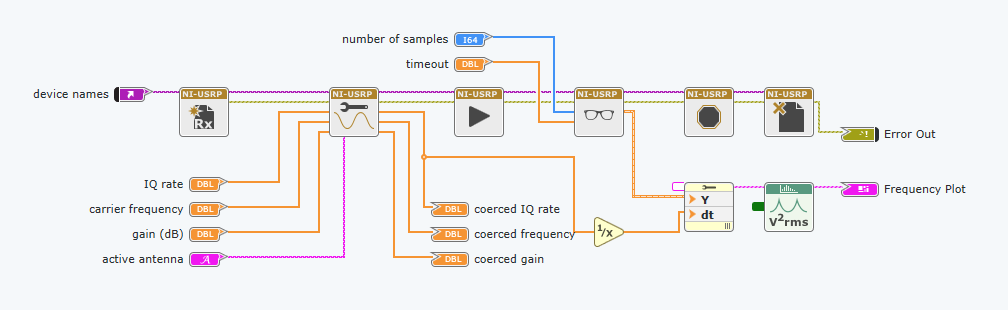 number of samples I64
timeout DBL
device names
NI-USRP NI-USRP NI-USRP NI-USRP NI-USRP NI-USRP
Rx
Error Out
IQ rate DBL
carrier frequency DBL
gain (dB) DBL
active antenna A
DBL coerced IQ rate
DBL coerced frequency
DBL coerced gain
1/x
Y
dt
V2rms
Frequency Plot